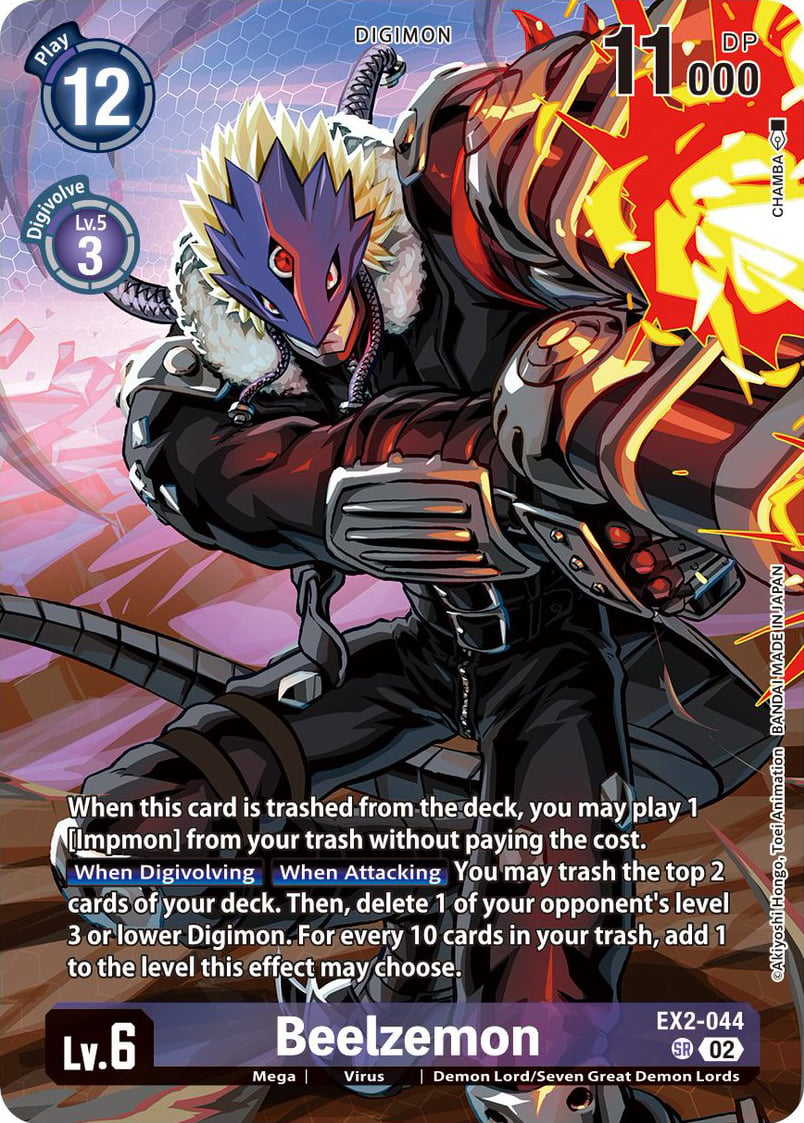 DIGIMON
Play
12
11000
DP
Digivolve
Lv.5
3
CHAMBA
When this card is trashed from the deck, you may play 1
[Impmon] from your trash without paying the cost.
When Digivolving When Attacking You may trash the top 2
cards of your deck. Then, delete 1 of your opponent's level
3 or lower Digimon. For every 10 cards in your trash, add 1
to the level this effect may choose.
©Akiyoshi Hongo, Toei Animation BANDAI MADE IN JAPAN
Lv.6
Beelzemon
EX2-044
SR 02
Mega | Virus | Demon Lord/Seven Great Demon Lords